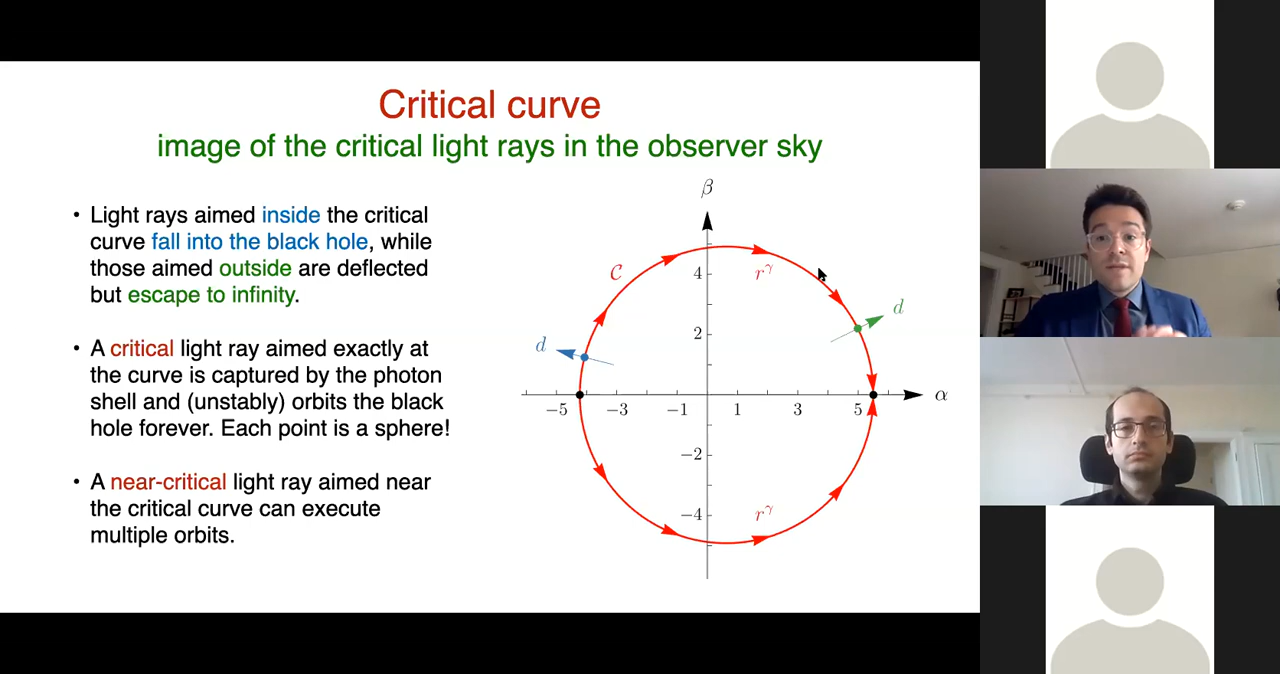 Critical curve
image of the critical light rays in the observer sky
• Light rays aimed inside the critical
curve fall into the black hole, while
those aimed outside are deflected
but escape to infinity.
• A critical light ray aimed exactly at
the curve is captured by the photon
shell and (unstably) orbits the black
hole forever. Each point is a sphere!
• A near-critical light ray aimed near
the critical curve can execute
multiple orbits.
β
C
4
r^γ
d
2
d
−5
−3
−1
1
3
5
α
−2
−4
r^γ